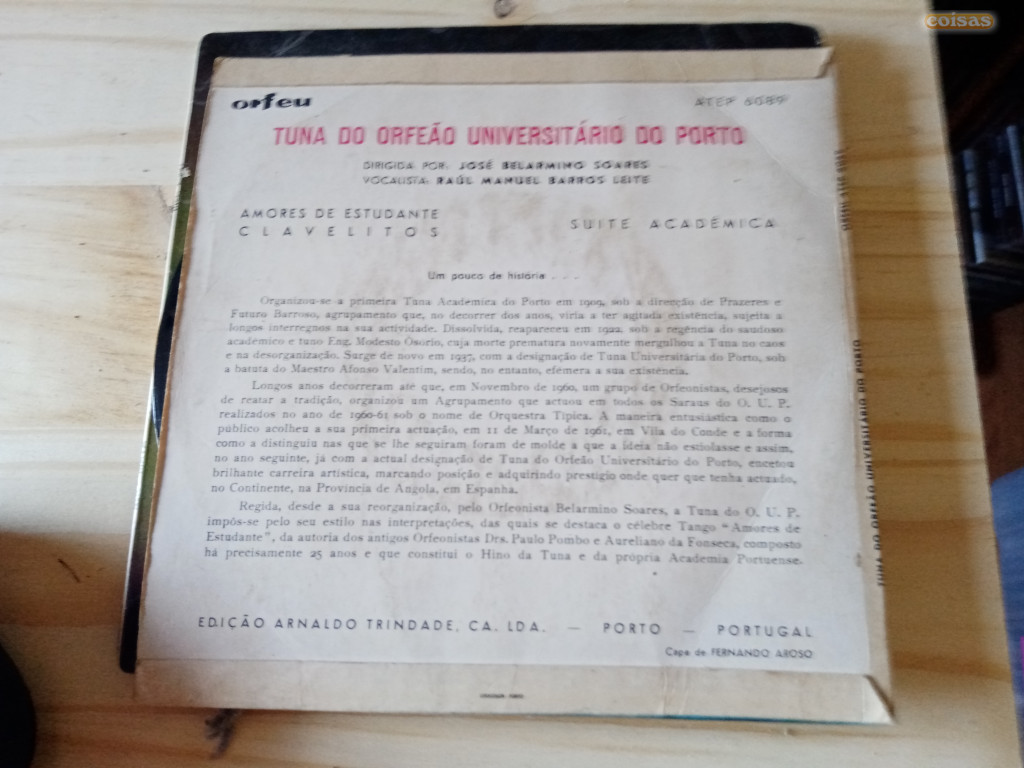 coisas
orfeu
ATEP 6089
TUNA DO ORFEÃO UNIVERSITÁRIO DO PORTO
DIRIGIDA POR: JOSÉ BELARMINO SOARES
VOCALISTA: RAÚL MANUEL BARROS LEITE
AMORES DE ESTUDANTE
CLAVELITOS
SUITE ACADÉMICA
Um pouco de história . . .
Organizou-se a primeira Tuna Académica do Porto em 1909, sob a direcção de Prazeres e
Futuro Barroso, agrupamento que, no decorrer dos anos, viria a ter agitada existência, sujeita a
longos interregnos na sua actividade. Dissolvida, reapareceu em 1922, sob a regência do saudoso
académico e tuno Eng. Modesto Osório, cuja morte prematura novamente mergulhou a Tuna no caos
e na desorganização. Surge de novo em 1937, com a designação de Tuna Universitária do Porto, sob
a batuta do Maestro Afonso Valentim, sendo, no entanto, efémera a sua existência.
Longos anos decorreram até que, em Novembro de 1960, um grupo de Orfeonistas, desejosos
de reatar a tradição, organizou um Agrupamento que actuou em todos os Saraus do O. U. P.
realizados no ano de 1960-61 sob o nome de Orquestra Típica. A maneira entusiástica como o
público acolheu a sua primeira actuação, em 11 de Março de 1961, em Vila do Conde e a forma
como a distinguiu nas que se lhe seguiram foram de molde a que a ideia não estiolasse e assim,
no ano seguinte, já com a actual designação de Tuna do Orfeão Universitário do Porto, encetou
brilhante carreira artística, marcando posição e adquirindo prestígio onde quer que tenha actuado,
no Continente, na Província de Angola, em Espanha.
Regida, desde a sua reorganização, pelo Orfeonista Belarmino Soares, a Tuna do O. U. P.
impôs-se pelo seu estilo nas interpretações, das quais se destaca o célebre Tango "Amores de
Estudante", da autoria dos antigos Orfeonistas Drs. Paulo Pombo e Aureliano da Fonseca, composto
há precisamente 25 anos e que constitui o Hino da Tuna e da própria Academia Portuense.
EDIÇÃO ARNALDO TRINDADE, CA. LDA. — PORTO — PORTUGAL
Capa de FERNANDO AROSO
TUNA DO ORFEÃO UNIVERSITÁRIO DO PORTO